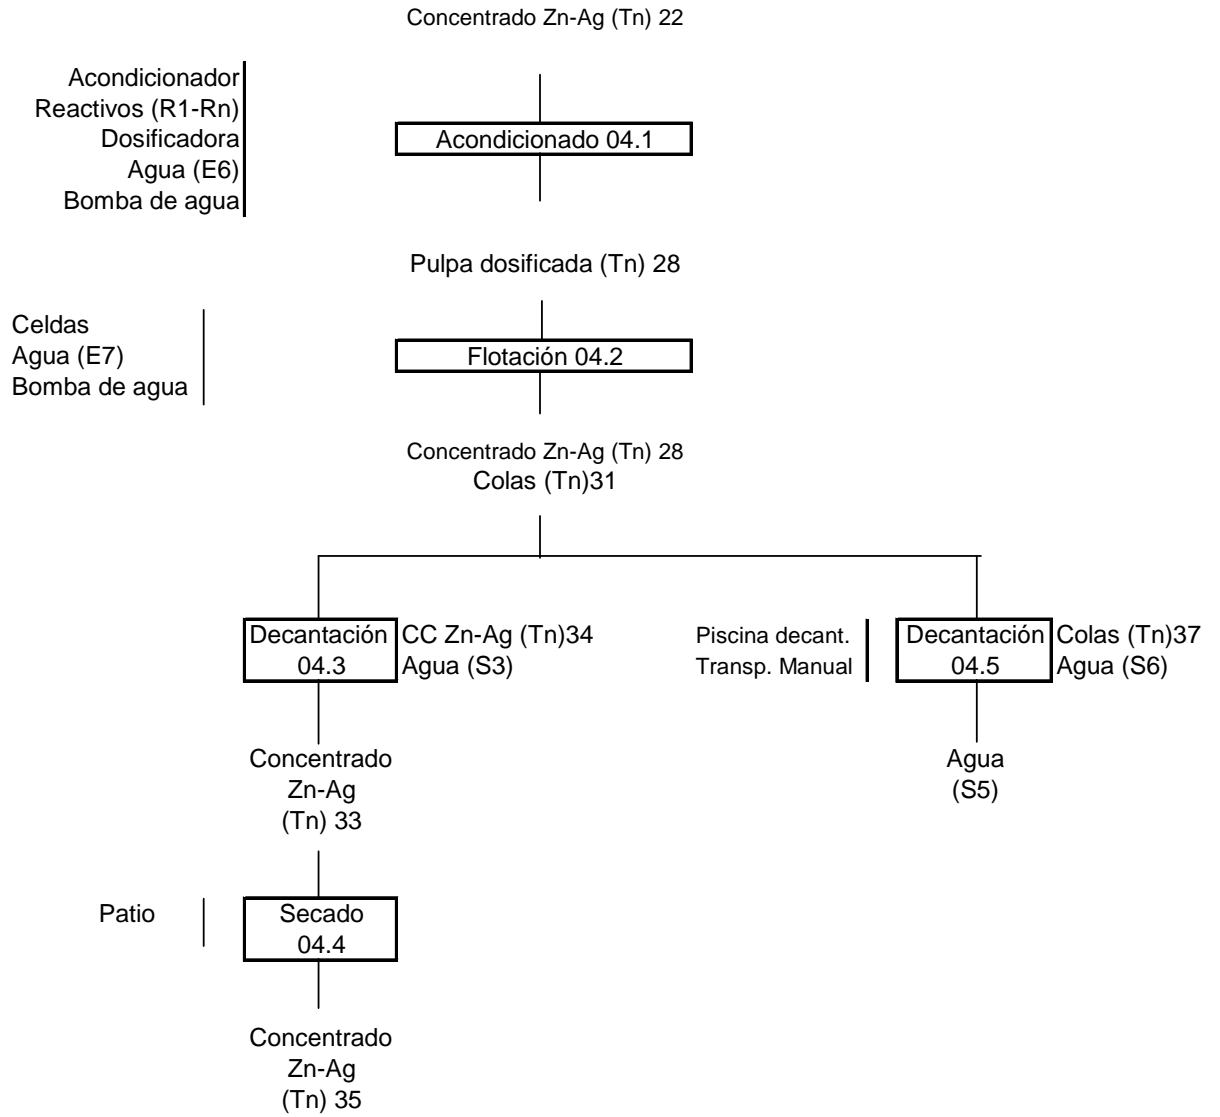 Concentrado Zn-Ag (Tn) 22
Acondicionador
Reactivos (R1-Rn)
Dosificadora
Agua (E6)
Bomba de agua
Acondicionado 04.1
Pulpa dosificada (Tn) 28
Celdas
Agua (E7)
Bomba de agua
Flotación 04.2
Concentrado Zn-Ag (Tn) 28
Colas (Tn)31
Decantación
04.3
CC Zn-Ag (Tn)34
Agua (S3)
Piscina decant.
Transp. Manual
Decantación
04.5
Colas (Tn)37
Agua (S6)
Concentrado
Zn-Ag
(Tn) 33
Agua
(S5)
Patio
Secado
04.4
Concentrado
Zn-Ag
(Tn) 35